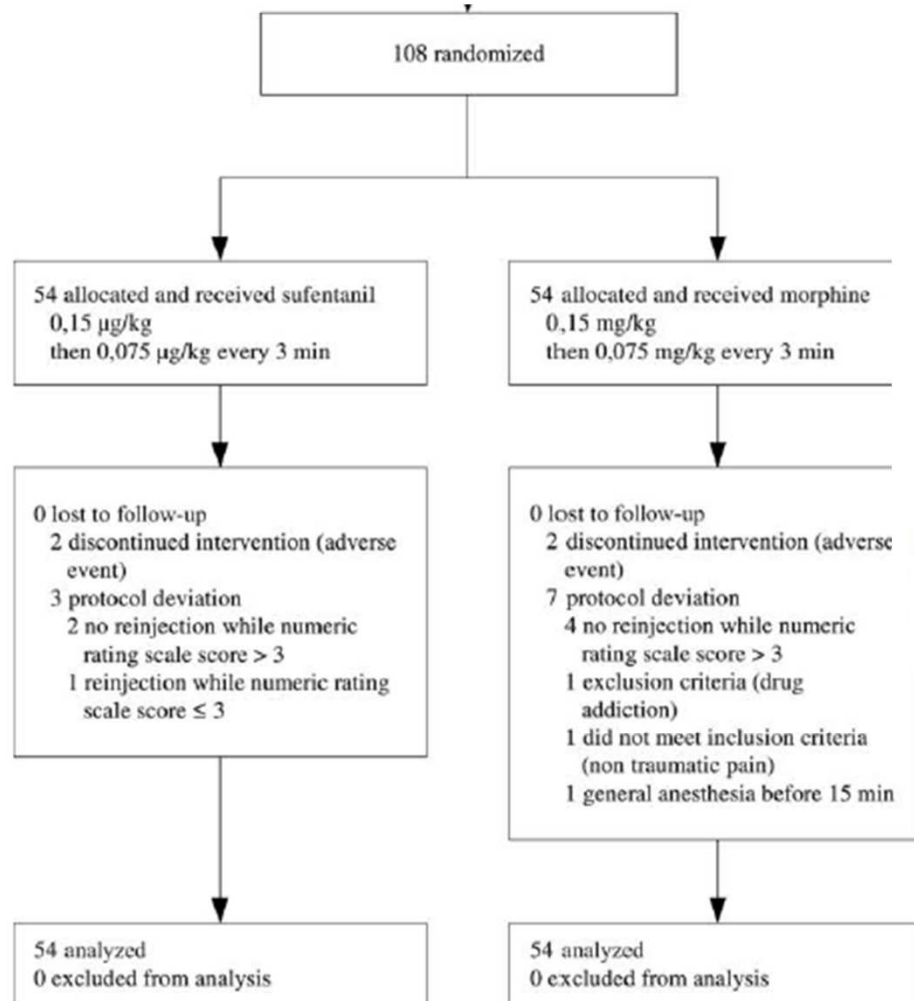 108 randomized
54 allocated and received sufentanil
0,15 µg/kg
then 0,075 µg/kg every 3 min
54 allocated and received morphine
0,15 mg/kg
then 0,075 mg/kg every 3 min
0 lost to follow-up
2 discontinued intervention (adverse
event)
3 protocol deviation
2 no reinjection while numeric
rating scale score > 3
1 reinjection while numeric rating
scale score ≤ 3
0 lost to follow-up
2 discontinued intervention (adverse
event)
7 protocol deviation
4 no reinjection while numeric
rating scale score > 3
1 exclusion criteria (drug
addiction)
1 did not meet inclusion criteria
(non traumatic pain)
1 general anesthesia before 15 min
54 analyzed
0 excluded from analysis
54 analyzed
0 excluded from analysis